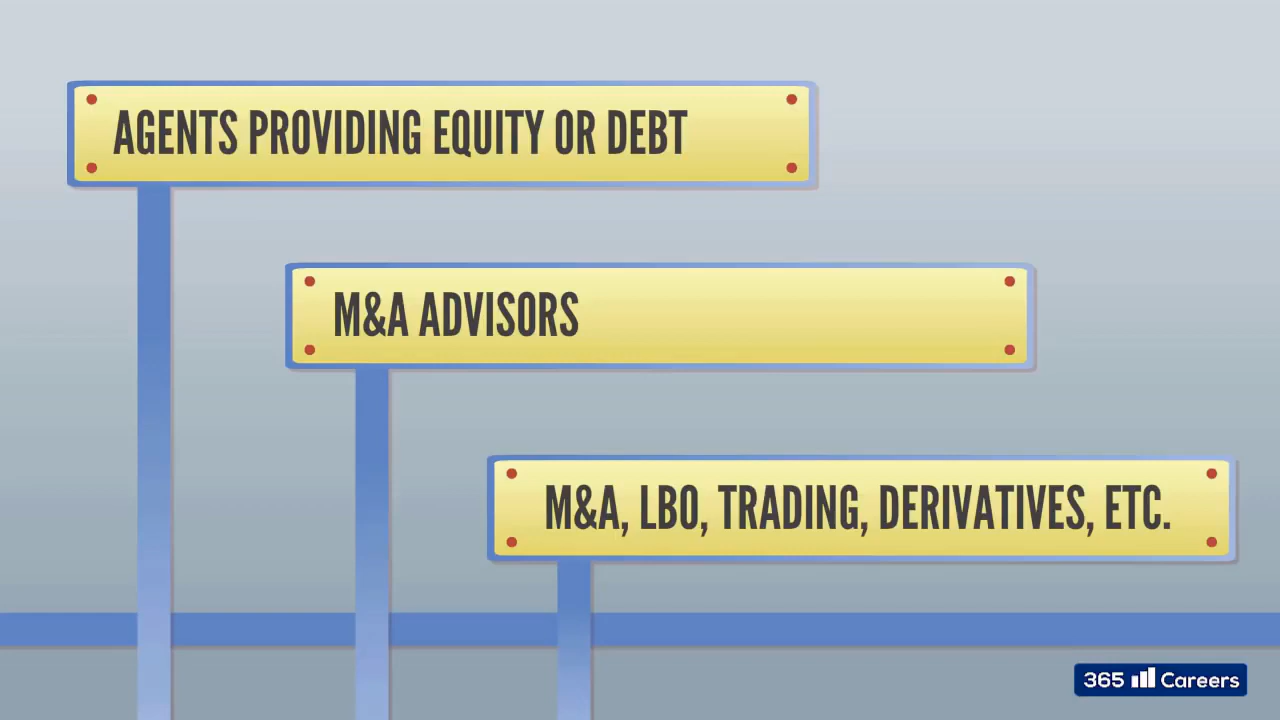 AGENTS PROVIDING EQUITY OR DEBT
M&A ADVISORS
M&A, LBO, TRADING, DERIVATIVES, ETC.
365 Careers